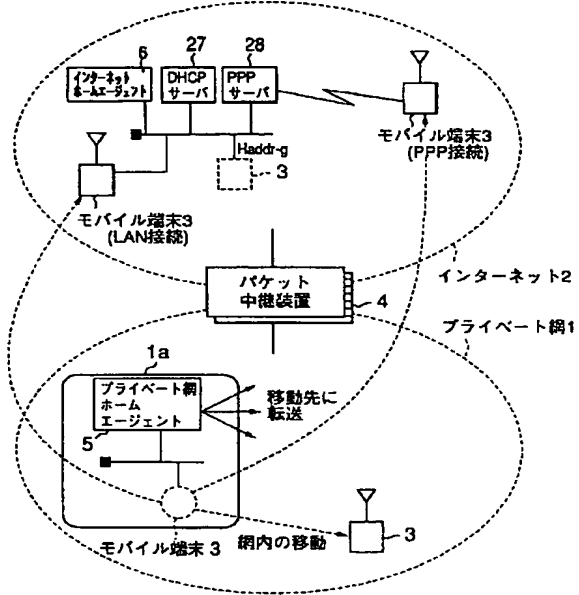 6
27
28
インターネット
ホームエージェント
DHCP
サーバ
PPP
サーバ
Haddr-g
3
モバイル端末3
(PPP接続)
モバイル端末3
(LAN接続)
インターネット2
パケット
中継装置
4
プライベート網1
1a
プライベート網
ホーム
エージェント
5
移動先に
転送
モバイル端末3
網内の移動
3